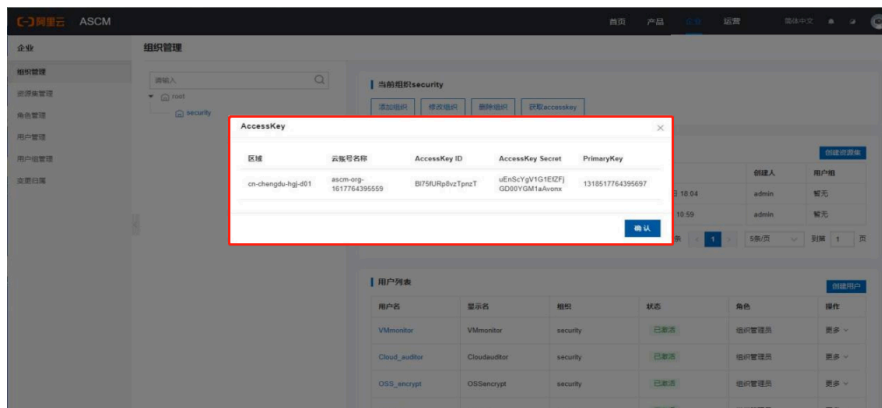 阿里云 ASCM 首页 产品 企业 运营 简体中文
企业 组织管理
组织管理
资源集管理
角色管理
用户管理
用户组管理
请输入
root
security
当前组织security
添加组织 修改组织 删除组织 获取accesskey
创建资源集
AccessKey
区域 云账号名称 AccessKey ID AccessKey Secret PrimaryKey
cn-chengdu-hgj-d01 ascm-org-
1617764395559 1318517764395697
确 认
创建人 用户组
18:04 admin 暂无
18:59 admin 暂无
1 5条/页 到第 1 页
用户列表
创建用户
用户名 显示名 组织 状态 角色 操作
VMmonitor VMmonitor security 已激活 组织管理员 更多
Cloud_auditor Cloudauditor security 已激活 组织管理员 更多
OSS_encrypt OSSencrypt security 已激活 组织管理员 更多